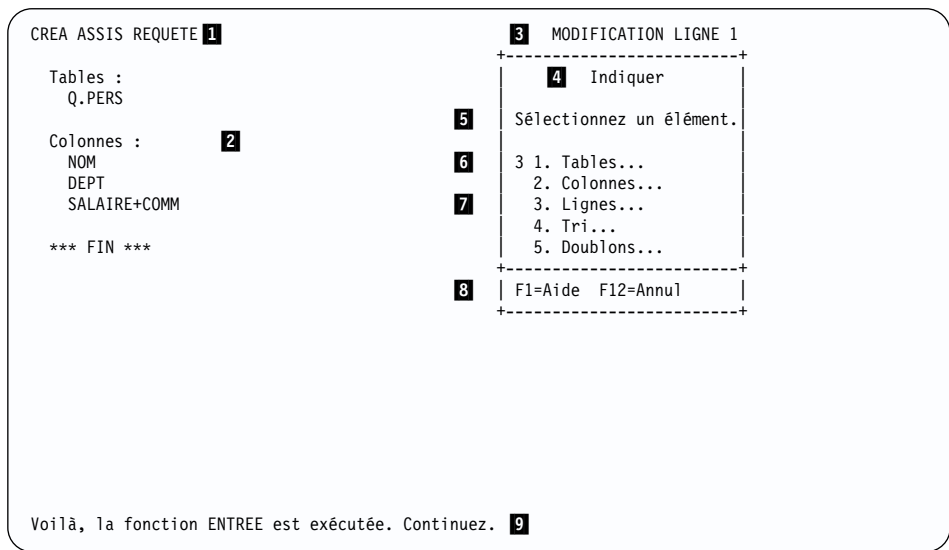 CREA ASSIS REQUETE 1
3 MODIFICATION LIGNE 1
Tables :
Q.PERS
Colonnes : 2
NOM
DEPT
SALAIRE+COMM
*** FIN ***
4 Indiquer
5 Sélectionnez un élément.
6 3 1. Tables...
2. Colonnes...
7 3. Lignes...
4. Tri...
5. Doublons...
8 F1=Aide F12=Annul
Voilà, la fonction ENTREE est exécutée. Continuez. 9